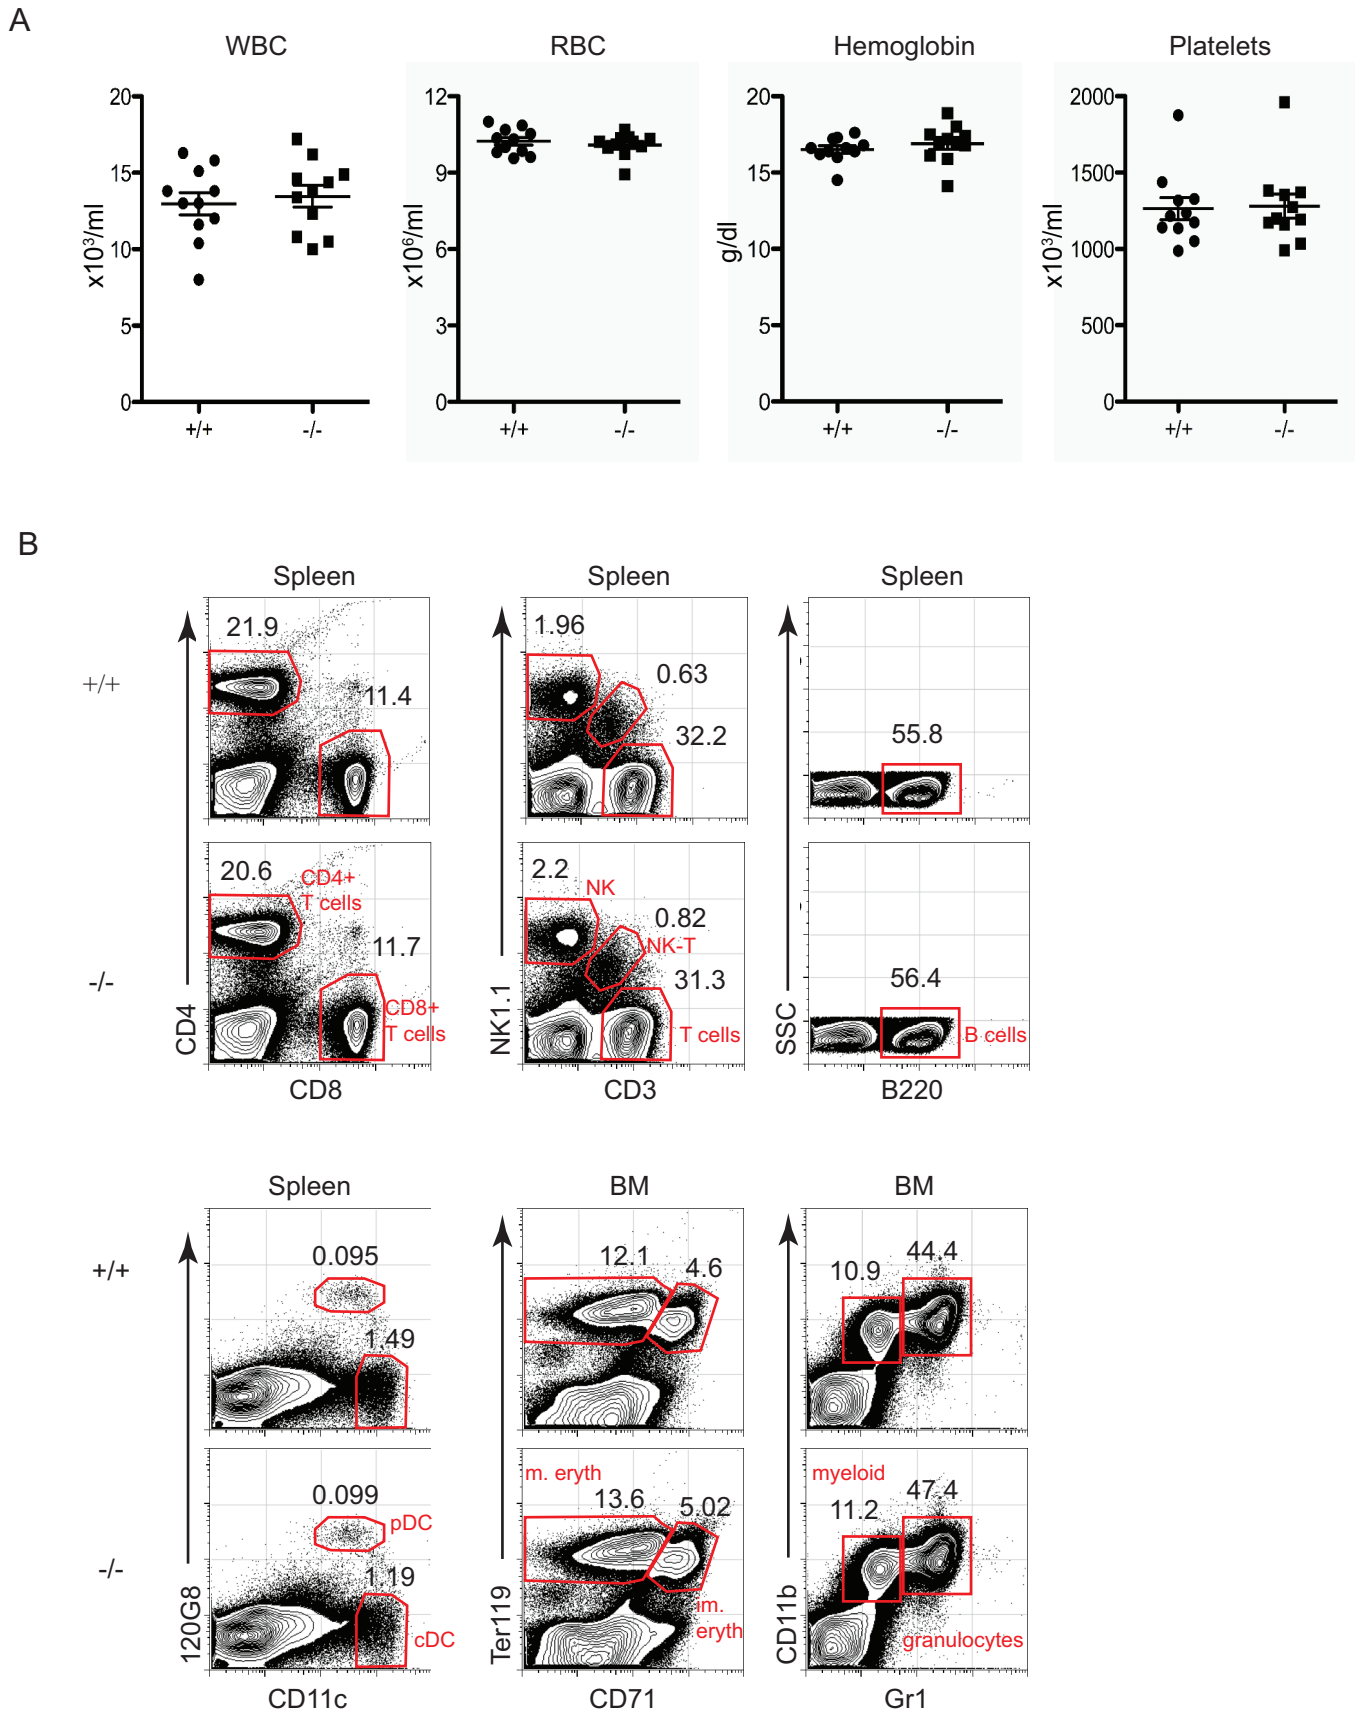 A
WBC RBC Hemoglobin Platelets
20 12 20 2000
15 9 15 1500
10 6 10 1000
5 3 5 500
0 0 0 0
x10³/ml x10⁶/ml g/dl x10³/ml
+/+ -/- +/+ -/- +/+ -/- +/+ -/-
B
Spleen Spleen Spleen
+/+
21.9 1.96
11.4 0.63
32.2 55.8
-/-
20.6 2.2
CD4+
T cells
NK
11.7 0.82
NK-T
31.3 56.4
CD8+
T cells
T cells B cells
CD4 NK1.1 SSC
CD8 CD3 B220
Spleen BM BM
+/+
0.095 12.1 4.6 10.9 44.4
1.49
-/-
m. eryth myeloid
0.099 13.6 5.02 11.2 47.4
pDC
1.19
im.
eryth
cDC granulocytes
120G8 Ter119 CD11b
CD11c CD71 Gr1